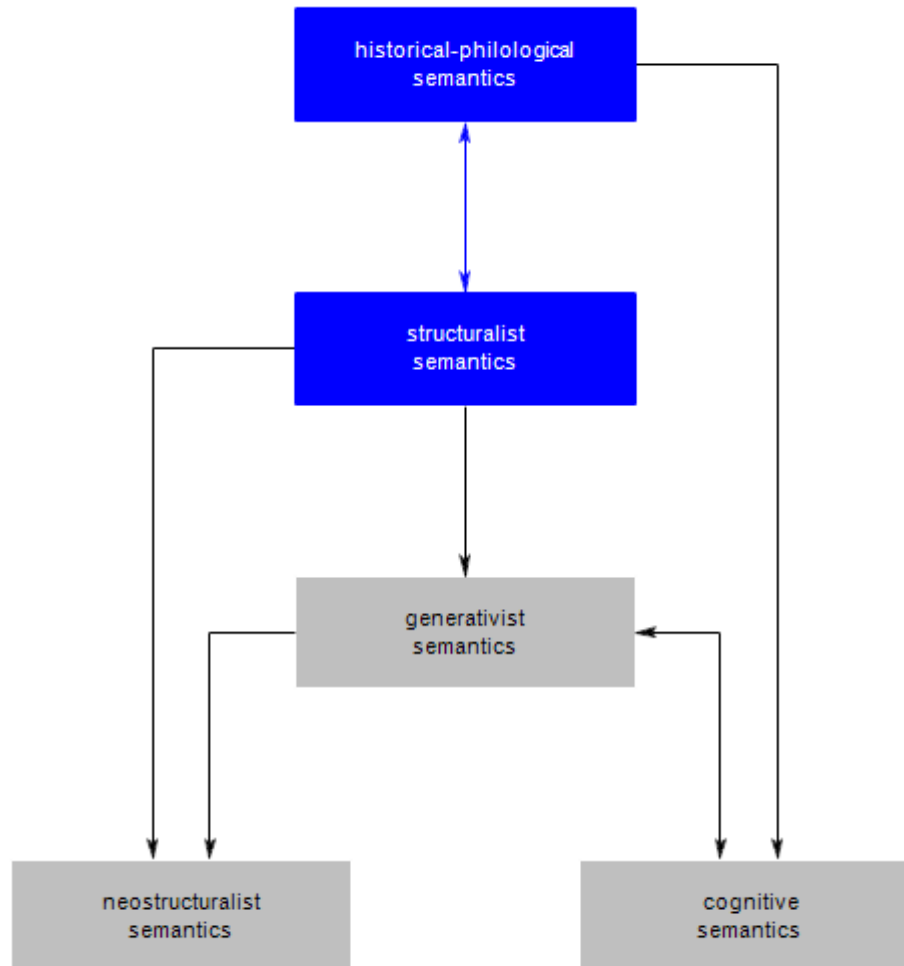 historical-philological
semantics
structuralist
semantics
generativist
semantics
neostructuralist
semantics
cognitive
semantics